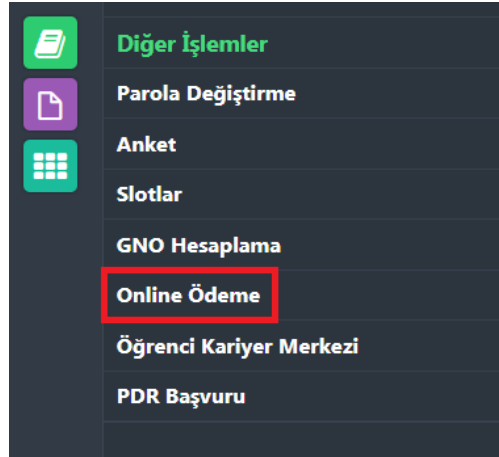 Diğer İşlemler
Parola Değiştirme
Anket
Slotlar
GNO Hesaplama
Online Ödeme
Öğrenci Kariyer Merkezi
PDR Başvuru